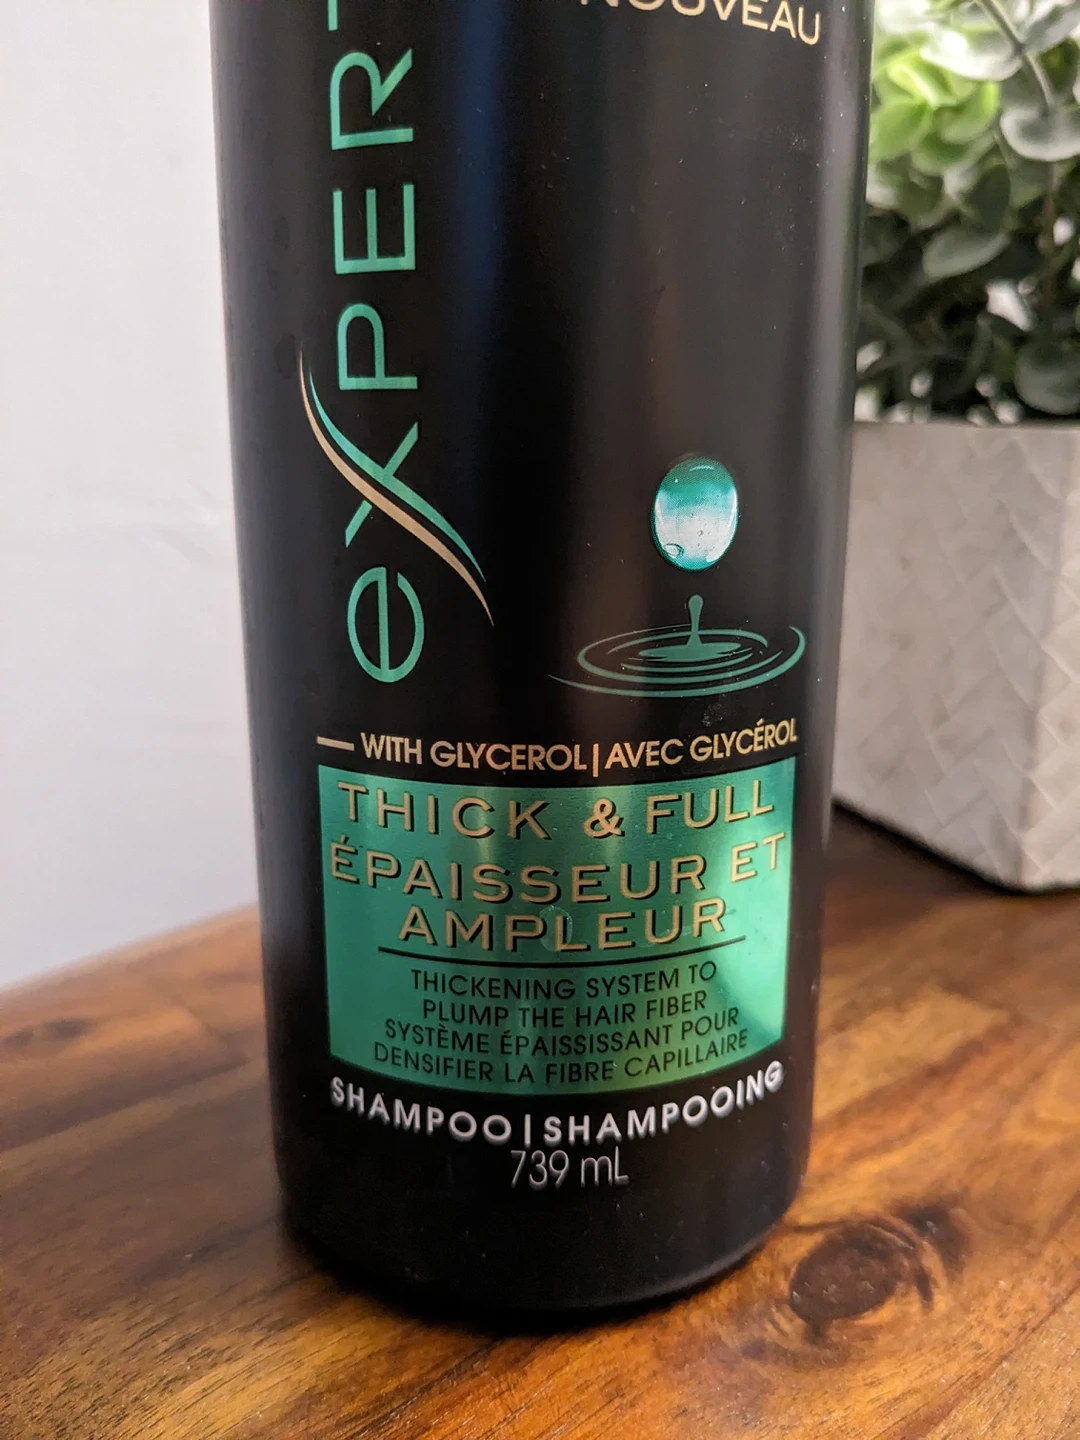 NOUVEAU
eXPERT
WITH GLYCEROL | AVEC GLYCÉROL
THICK & FULL
ÉPAISSEUR ET
AMPLEUR
THICKENING SYSTEM TO
PLUMP THE HAIR FIBER
SYSTÈME ÉPAISSISSANT POUR
DENSIFIER LA FIBRE CAPILLAIRE
SHAMPOO | SHAMPOOING
739 mL